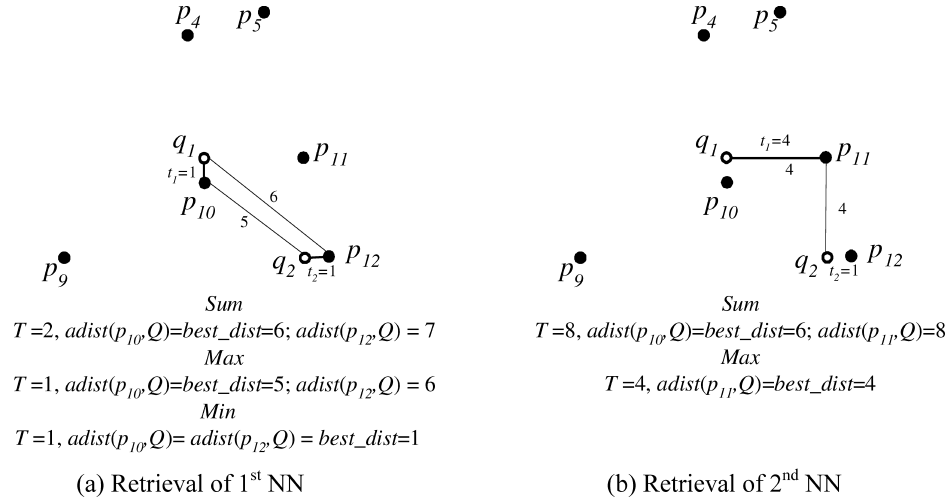 p4 p5
q1 p11
t1=1
p10 6
5
q2 p12
t2=1
p9
Sum
T =2, adist(p10,Q)=best_dist=6; adist(p12,Q) = 7
Max
T =1, adist(p10,Q)=best_dist=5; adist(p12,Q) = 6
Min
T =1, adist(p10,Q)= adist(p12,Q) = best_dist=1
(a) Retrieval of 1st NN
p4 p5
q1 t1=4 p11
4
p10
4
q2 p12
t2=1
p9
Sum
T =8, adist(p10,Q)=best_dist=6; adist(p11,Q)=8
Max
T =4, adist(p11,Q)=best_dist=4
(b) Retrieval of 2nd NN